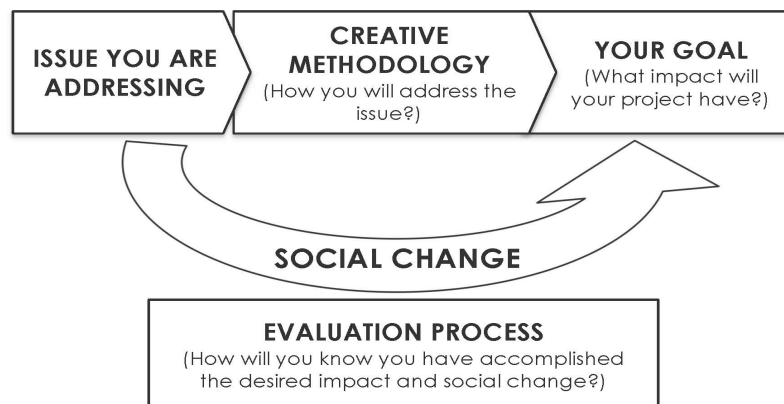 ISSUE YOU ARE
ADDRESSING
CREATIVE
METHODOLOGY
(How you will address the
issue?)
YOUR GOAL
(What impact will
your project have?)
SOCIAL CHANGE
EVALUATION PROCESS
(How will you know you have accomplished
the desired impact and social change?)